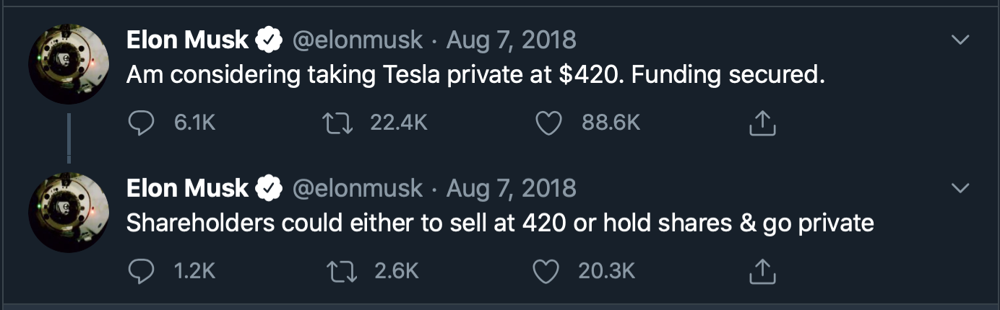 Elon Musk @elonmusk · Aug 7, 2018
Am considering taking Tesla private at $420. Funding secured.
6.1K 22.4K 88.6K
Elon Musk @elonmusk · Aug 7, 2018
Shareholders could either to sell at 420 or hold shares & go private
1.2K 2.6K 20.3K